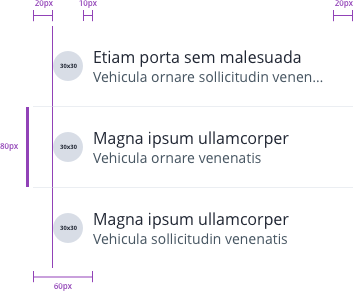 20px 10px 20px
30x30 Etiam porta sem malesuada
Vehicula ornare sollicitudin venen...
80px 30x30 Magna ipsum ullamcorper
Vehicula ornare venenatis
30x30 Magna ipsum ullamcorper
Vehicula sollicitudin venenatis
60px